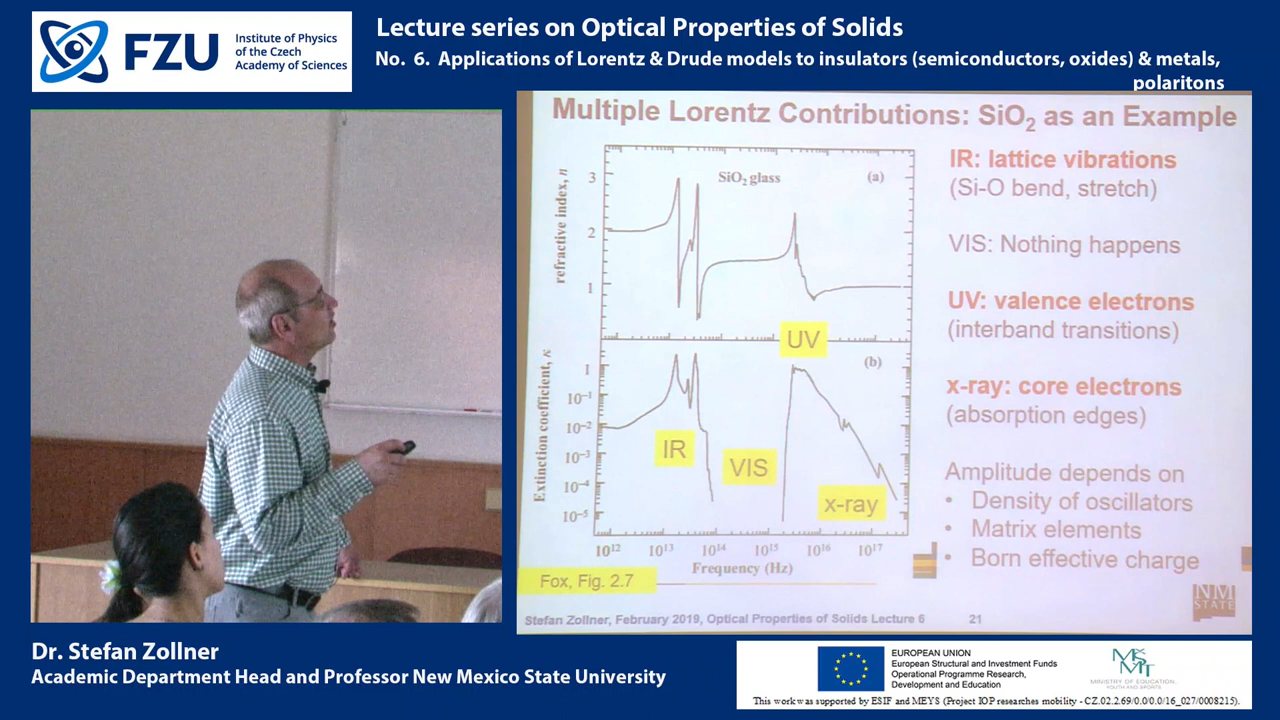 FZU
Institute of Physics
of the Czech
Academy of Sciences
Lecture series on Optical Properties of Solids
No. 6. Applications of Lorentz & Drude models to insulators (semiconductors, oxides) & metals,
polaritons
Multiple Lorentz Contributions: SiO₂ as an Example
refractive index, n
3
2
1
SiO₂ glass
(a)
UV
Extinction coefficient, κ
1
10⁻¹
10⁻²
10⁻³
10⁻⁴
10⁻⁵
(b)
IR
VIS
x-ray
10¹² 10¹³ 10¹⁴ 10¹⁵ 10¹⁶ 10¹⁷
Frequency (Hz)
Fox, Fig. 2.7
IR: lattice vibrations
(Si-O bend, stretch)
VIS: Nothing happens
UV: valence electrons
(interband transitions)
x-ray: core electrons
(absorption edges)
Amplitude depends on
• Density of oscillators
• Matrix elements
• Born effective charge
NM
STATE
Stefan Zollner, February 2019, Optical Properties of Solids Lecture 6 21
Dr. Stefan Zollner
Academic Department Head and Professor New Mexico State University
EUROPEAN UNION
European Structural and Investment Funds
Operational Programme Research,
Development and Education
MINISTRY OF EDUCATION,
YOUTH AND SPORTS
This work was supported by ESIF and MEYS (Project IOP researches mobility - CZ.02.2.69/0.0/0.0/16_027/0008215).